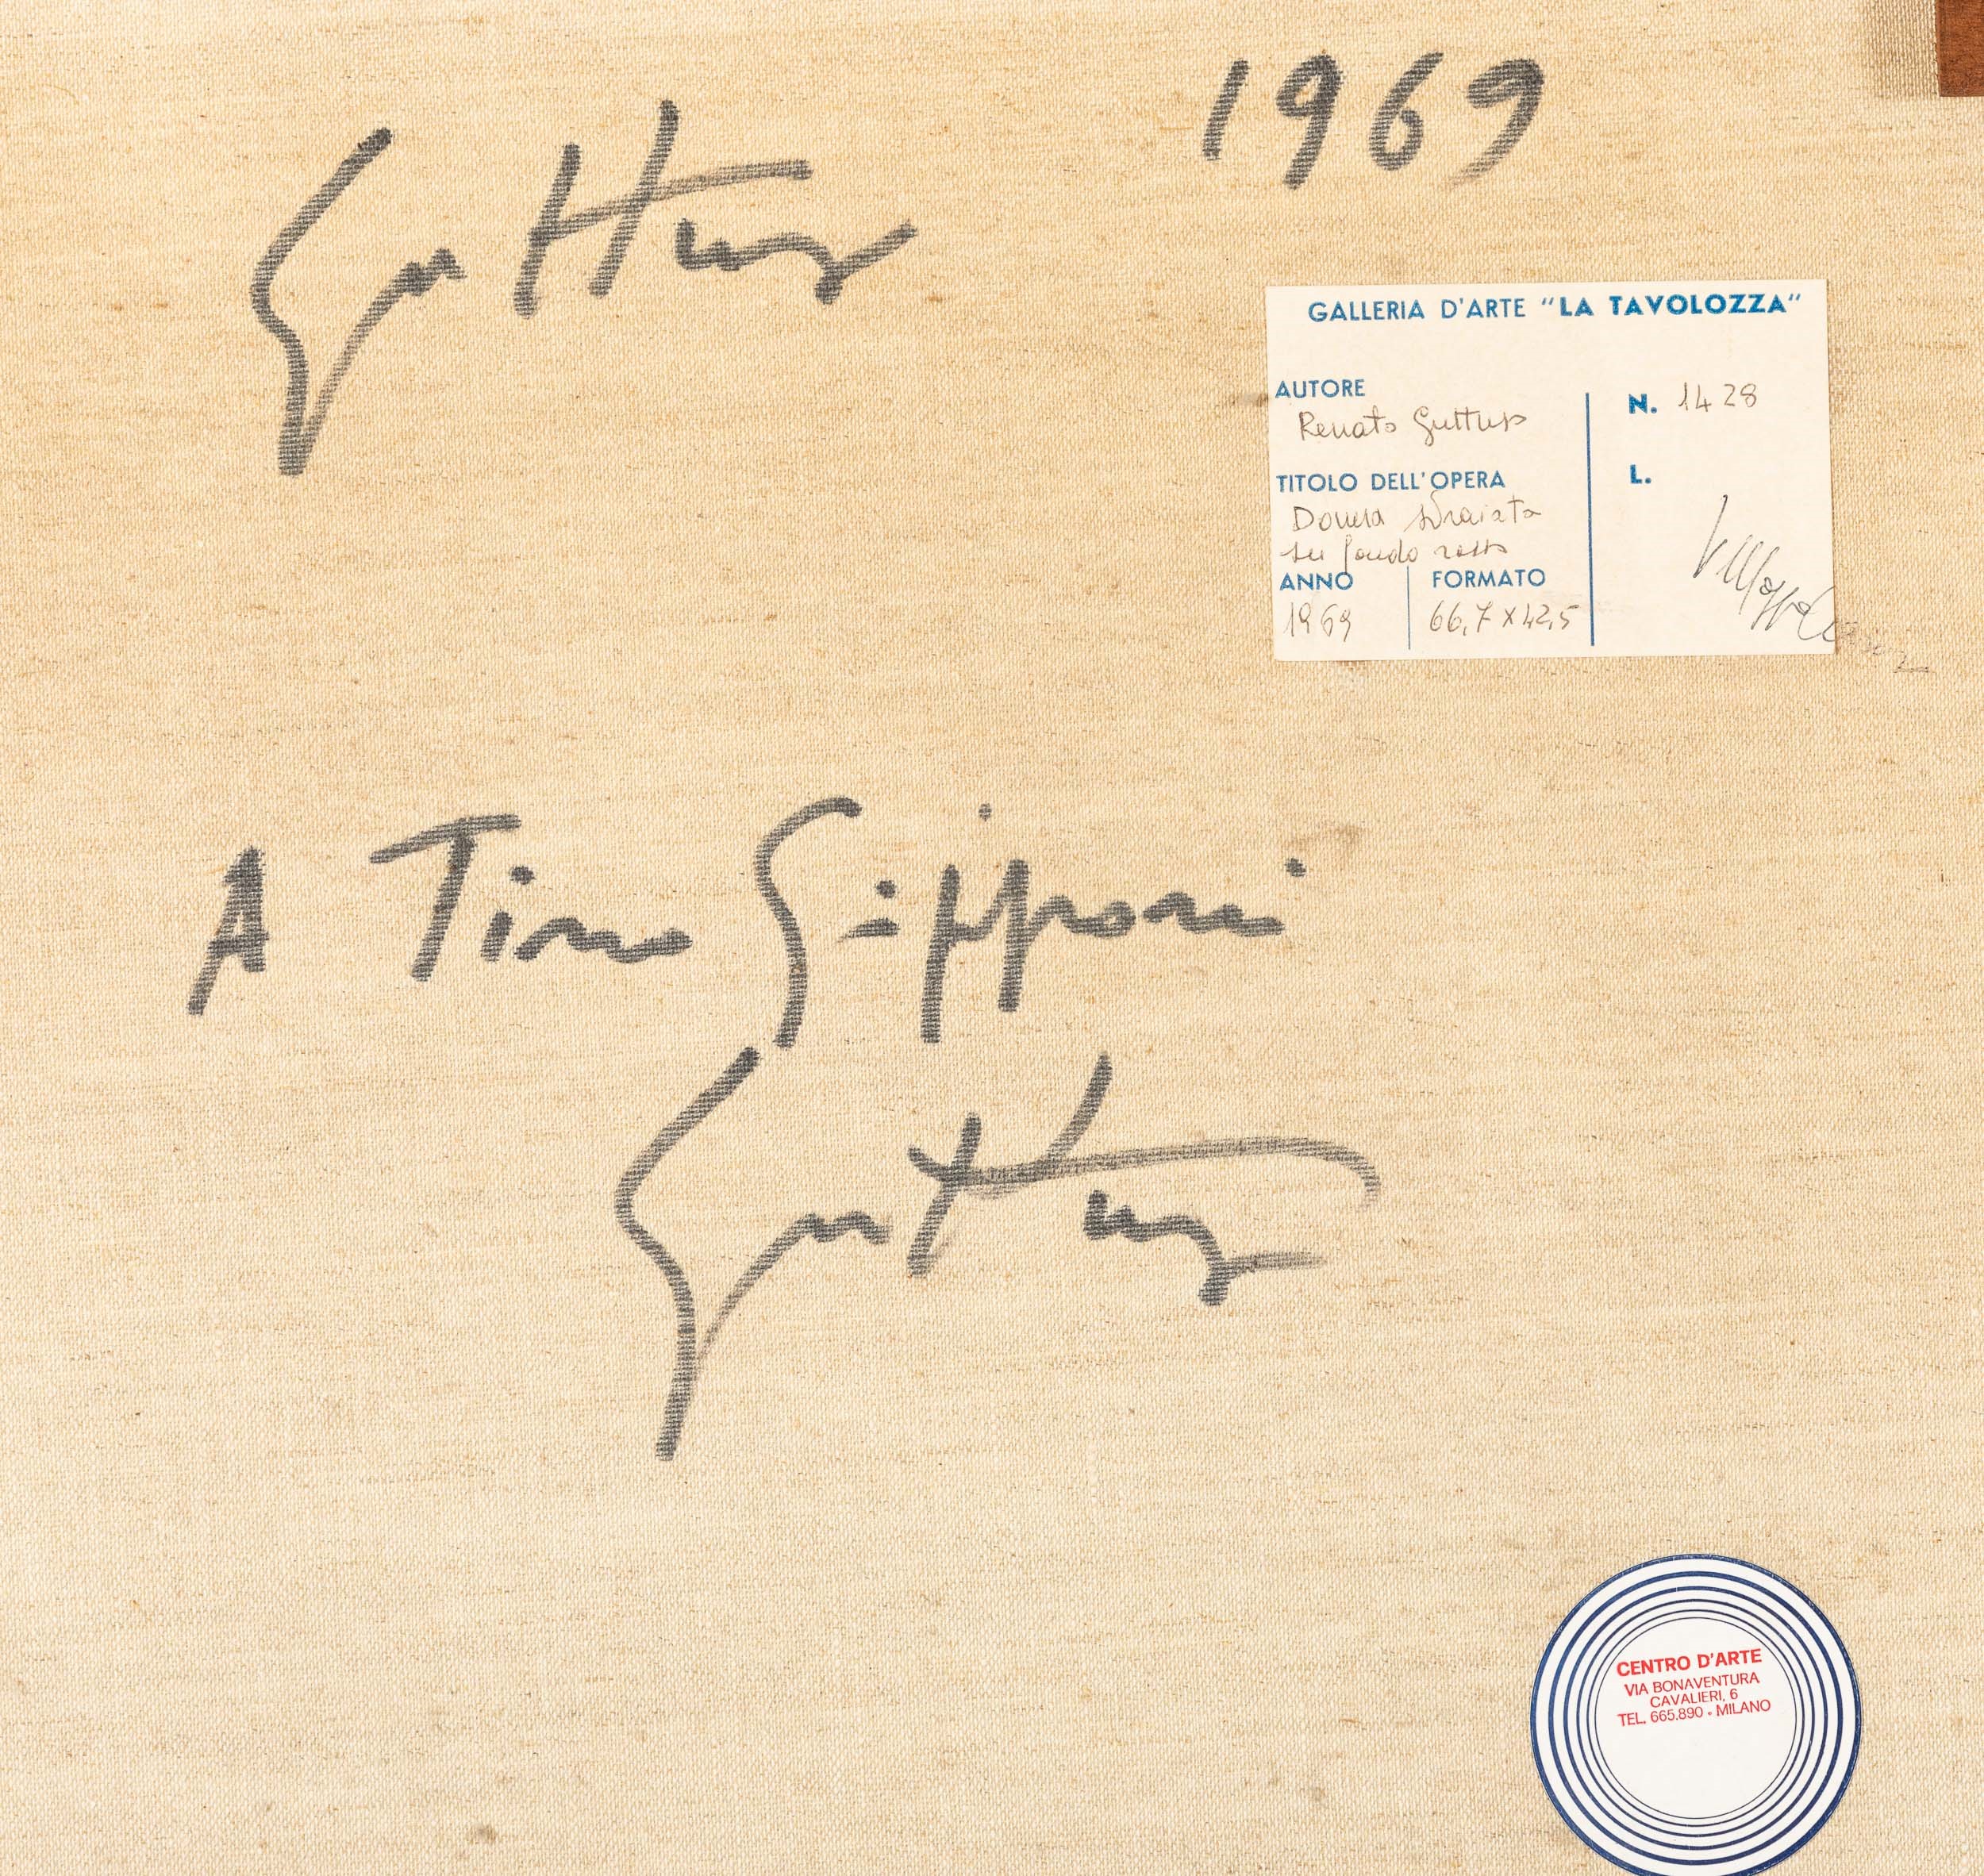 Guttuso 1969
GALLERIA D'ARTE “LA TAVOLOZZA“
AUTORE
Renato Guttuso
N. 1428
TITOLO DELL'OPERA
L.
Donna sdraiata
su fondo rosso
ANNO
FORMATO
1969
66,7 x 42,5
A Tino Gipponi
Guttuso
CENTRO D'ARTE
VIA BONAVENTURA
CAVALIERI, 6
TEL. 665.890 - MILANO